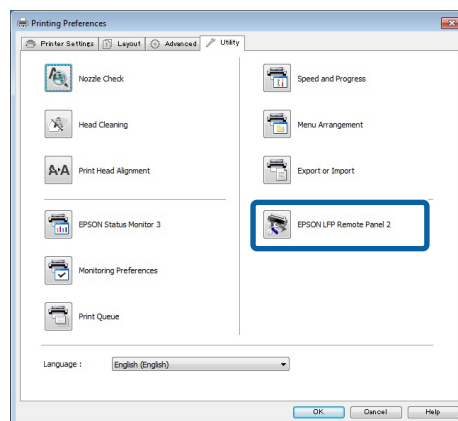 Printing Preferences
Printer Settings Layout Advanced Utility
Nozzle Check
Speed and Progress
Head Cleaning
Menu Arrangement
A·A Print Head Alignment
Export or Import
EPSON Status Monitor 3
EPSON LFP Remote Panel 2
Monitoring Preferences
Print Queue
Language : English (English)
OK Cancel Help